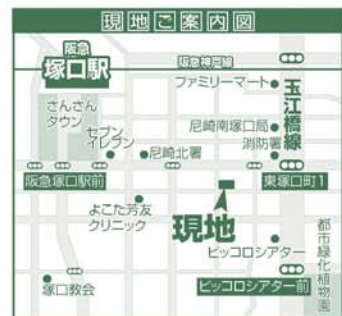 現地ご案内図
阪急
塚口駅
阪急神戸線
ファミリーマート
玉江橋線
さんさん
タウン
尼崎南塚口局
セブン
イレブン
尼崎北署
消防署
阪急塚口駅前
東塚口町1
よこた芳友
クリニック
現地
ピッコロシアター
都市緑化植物園
塚口教会
ピッコロシアター前